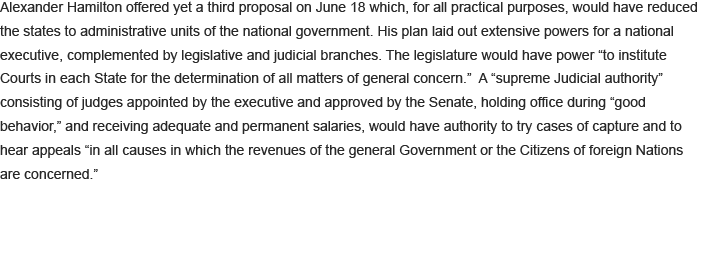 Alexander Hamilton offered yet a third proposal on June 18 which, for all practical purposes, would have reduced
the states to administrative units of the national government. His plan laid out extensive powers for a national
executive, complemented by legislative and judicial branches. The legislature would have power “to institute
Courts in each State for the determination of all matters of general concern.”  A “supreme Judicial authority”
consisting of judges appointed by the executive and approved by the Senate, holding office during “good
behavior,” and receiving adequate and permanent salaries, would have authority to try cases of capture and to
hear appeals “in all causes in which the revenues of the general Government or the Citizens of foreign Nations
are concerned.”